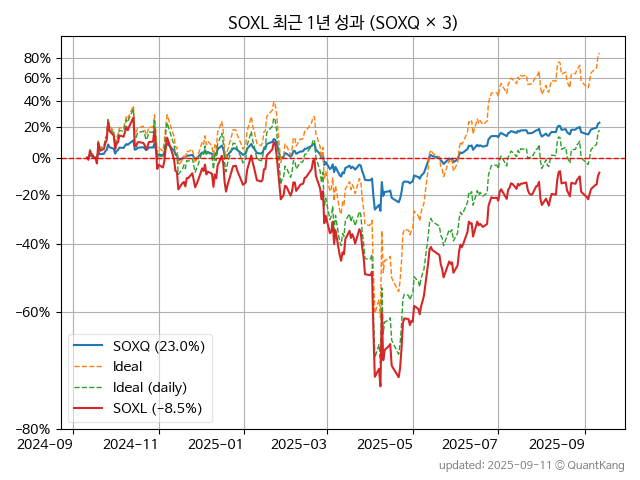 SOXL 최근 1년 성과 (SOXQ × 3)
80%
60%
40%
20%
0%
−20%
−40%
−60%
−80%
SOXQ (23.0%)
Ideal
Ideal (daily)
SOXL (−8.5%)
2024-09
2024-11
2025-01
2025-03
2025-05
2025-07
2025-09
updated: 2025-09-11 ⓒ QuantKang